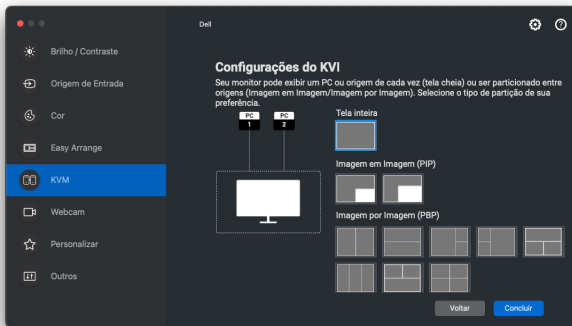 Dell
Brilho / Contraste
Origem de Entrada
Cor
Easy Arrange
KVM
Webcam
Personalizar
Outros
Configurações do KVI
Seu monitor pode exibir um PC ou origem de cada vez (tela cheia) ou ser particionado entre
origens (Imagem em Imagem/Imagem por Imagem). Selecione o tipo de partição de sua
preferência.
PC
1
PC
2
Tela inteira
Imagem em Imagem (PIP)
Imagem por Imagem (PBP)
Voltar
Concluir